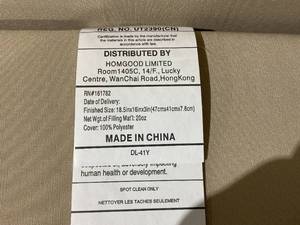 REG. NO. UT2390(CN)
Certification is made by the manufacturer that
the materials in this article are described in
accordance with law.
DISTRIBUTED BY
HOMGOOD LIMITED
Room1405C, 14/F., Lucky
Centre, WanChai Road,HongKong
RN#161782
Date of Delivery:
Finished Size: 18.5inx16inx3in(47cmx41cmx7.6cm)
Net Wgt.of Filling Mat'l: 20oz
Cover: 100% Polyester
MADE IN CHINA
DL-41Y
adversely impacting
human health or development.
SPOT CLEAN ONLY
NETTOYER LES TACHES SEULEMENT